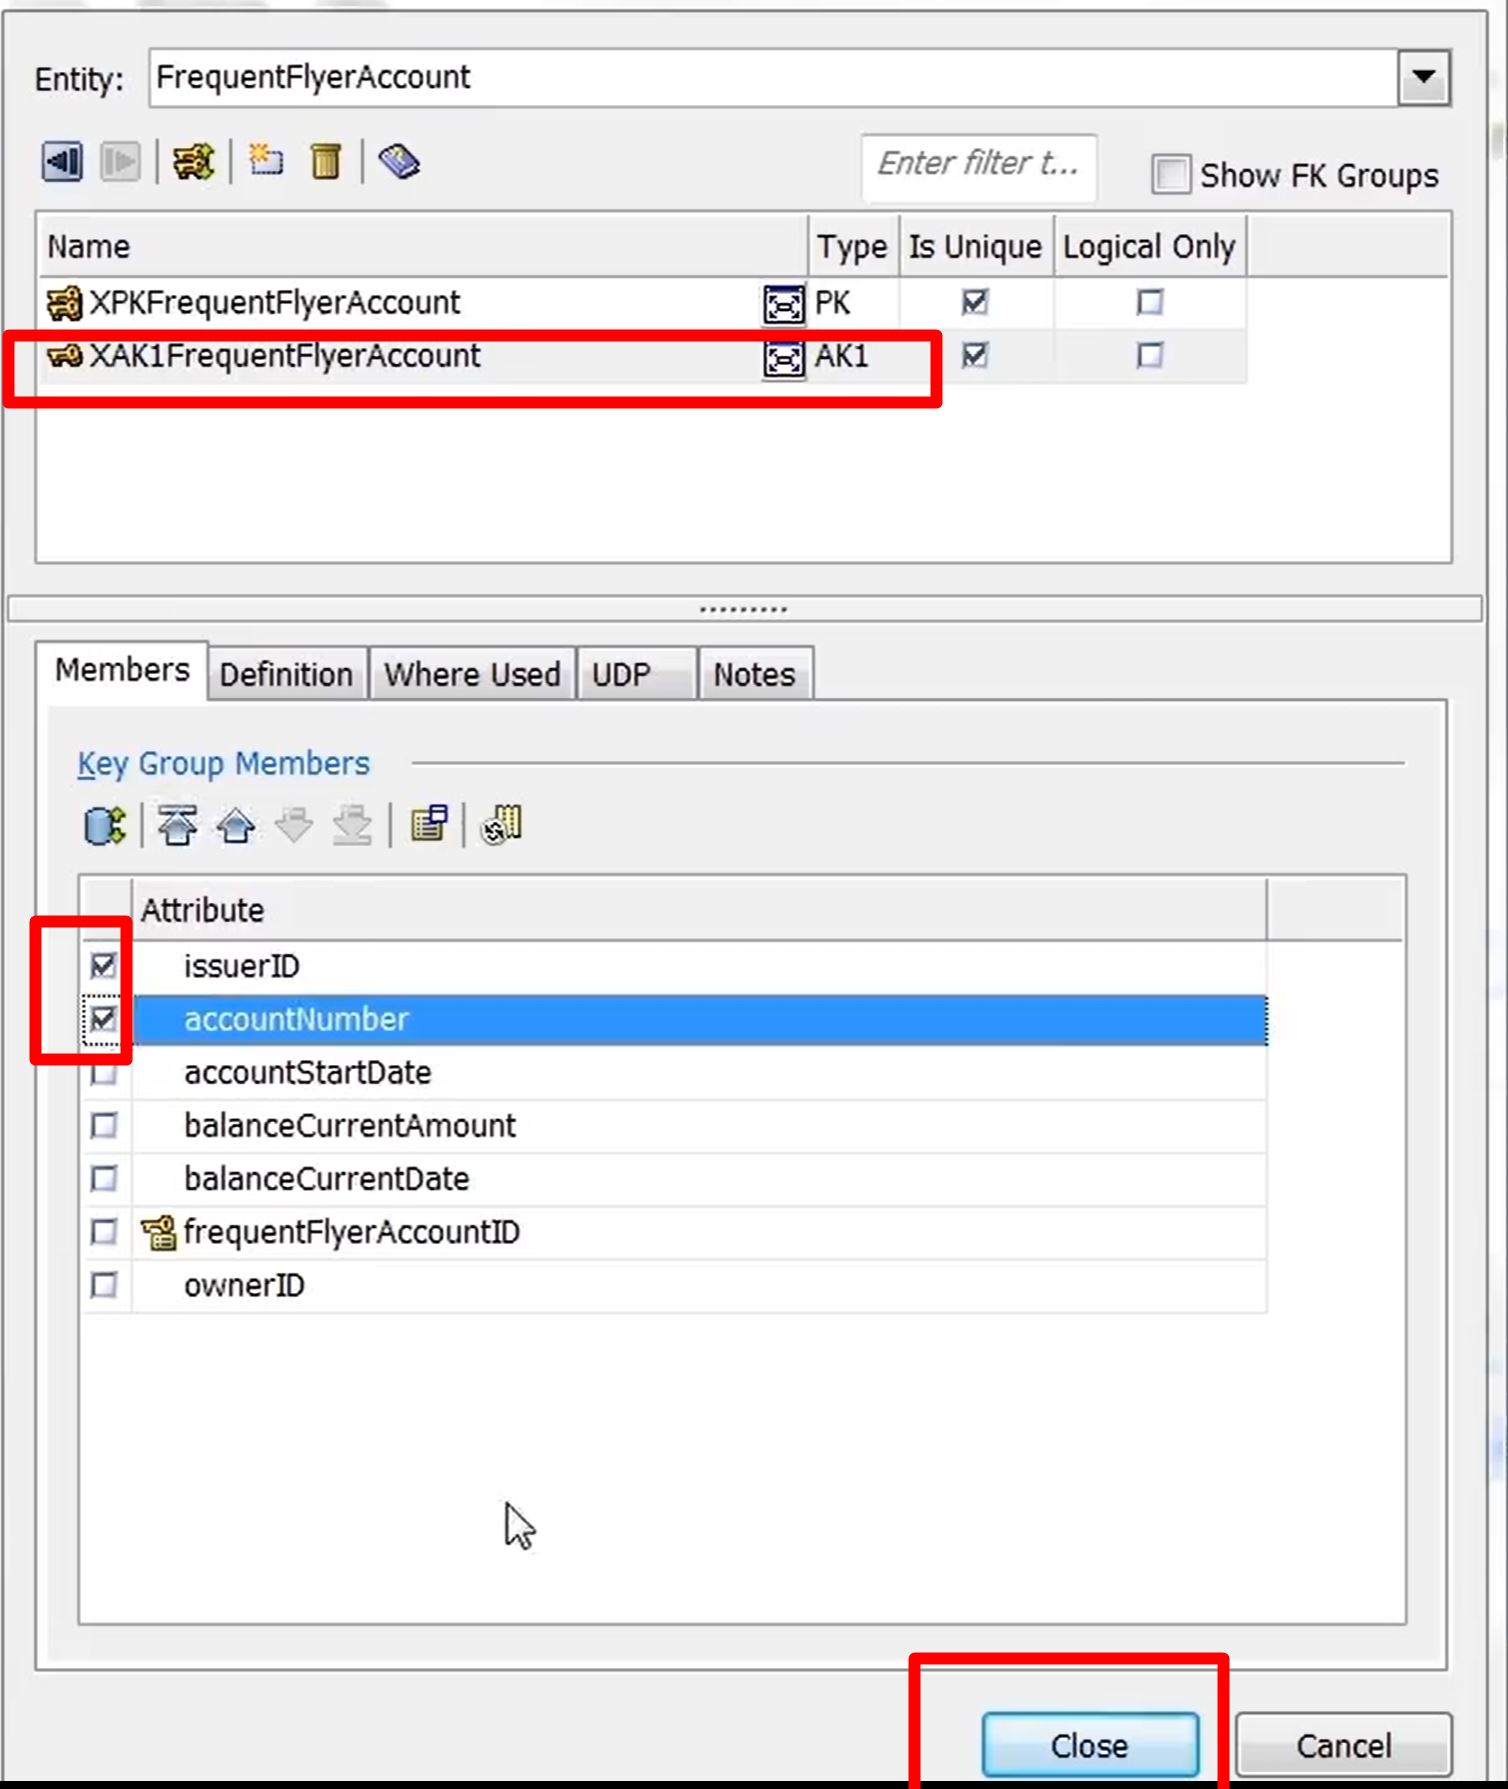 Entity: FrequentFlyerAccount
Enter filter t... Show FK Groups
Name Type Is Unique Logical Only
XPKFrequentFlyerAccount PK
XAK1FrequentFlyerAccount AK1
Members Definition Where Used UDP Notes
Key Group Members
Attribute
issuerID
accountNumber
accountStartDate
balanceCurrentAmount
balanceCurrentDate
frequentFlyerAccountID
ownerID
Close Cancel